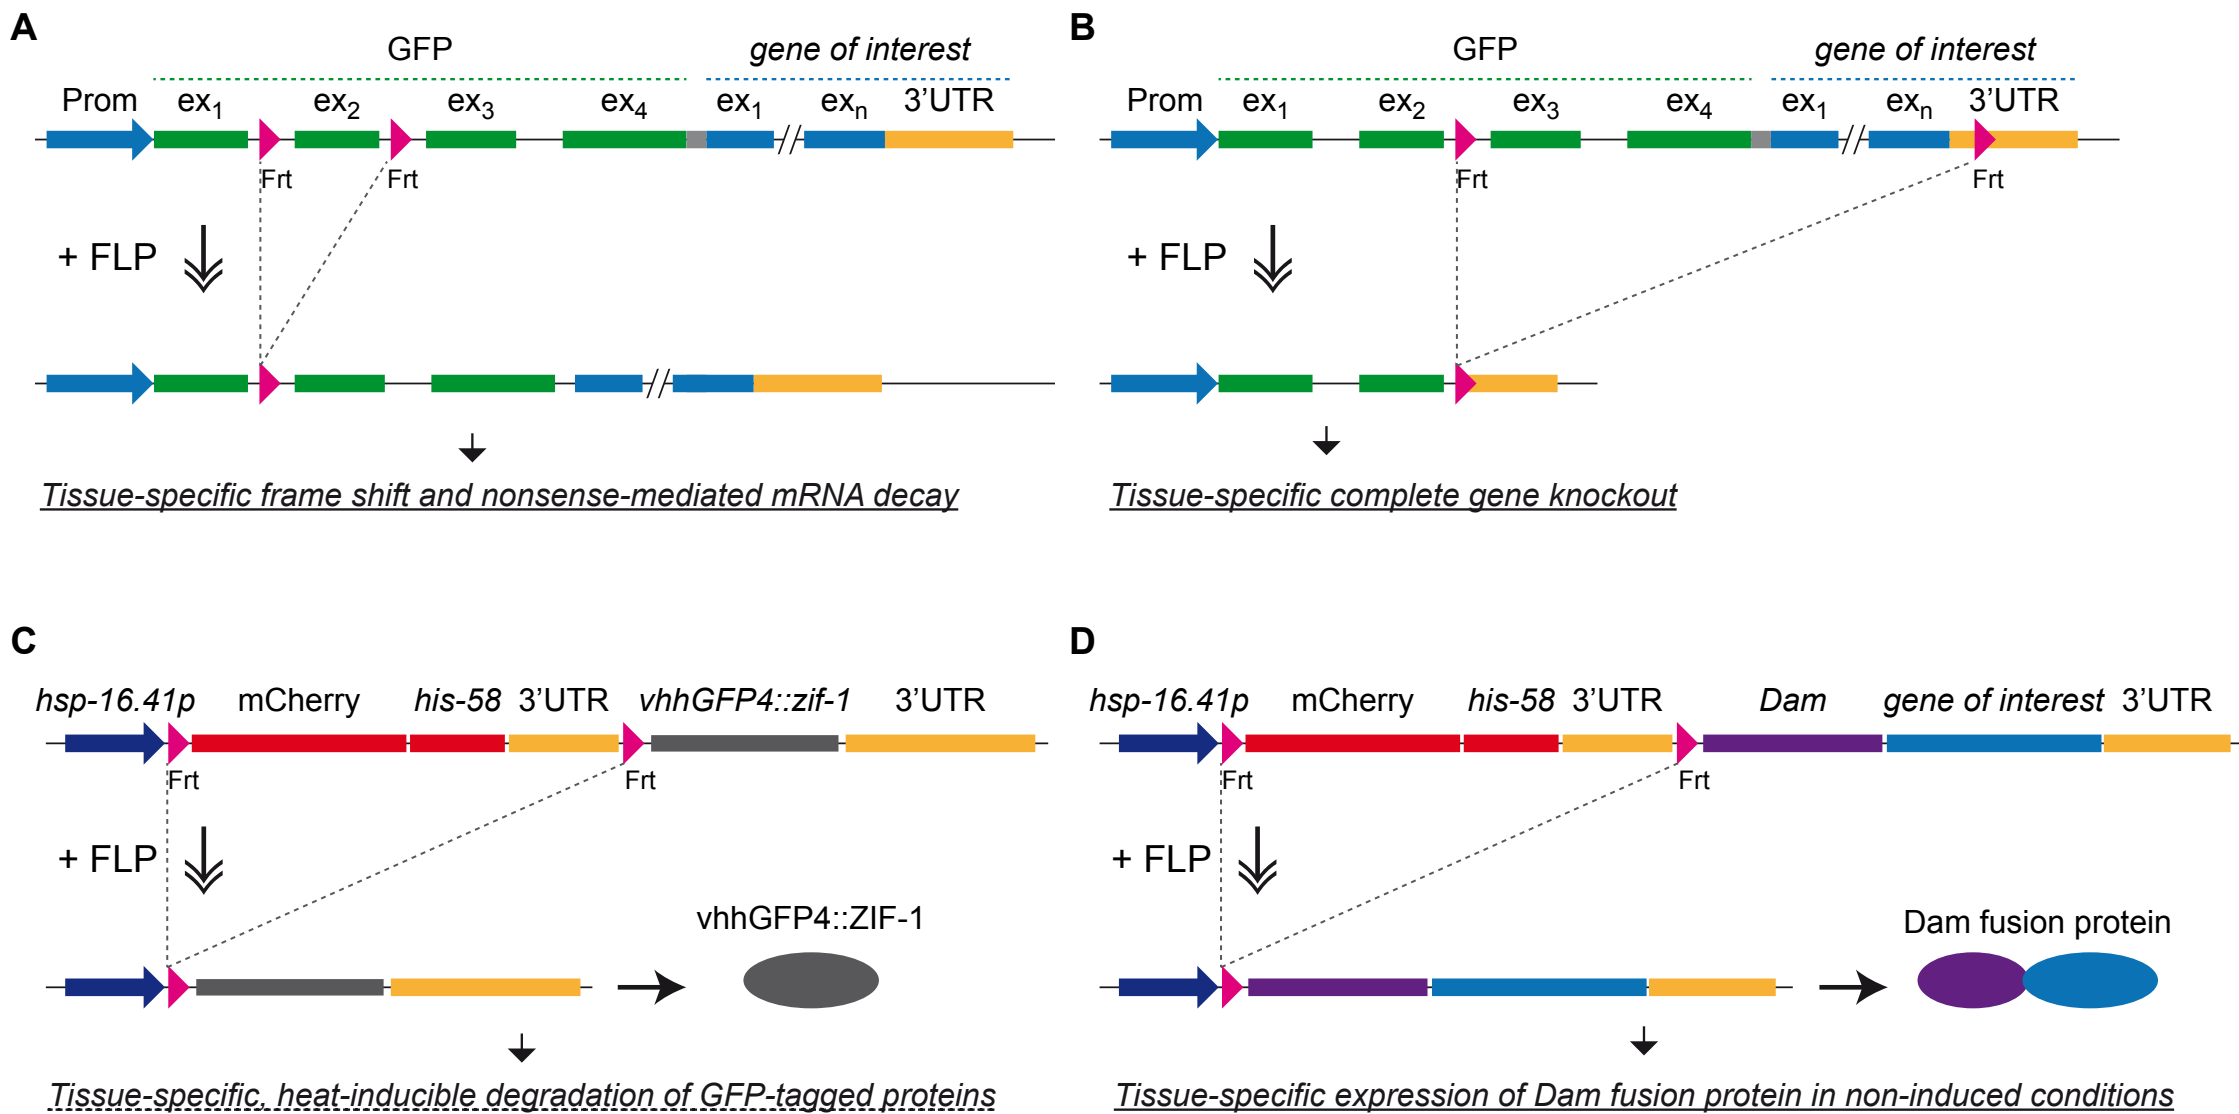 A
GFP gene of interest
Prom ex1 ex2 ex3 ex4 ex1 exn 3’UTR
Frt Frt
+ FLP
Tissue-specific frame shift and nonsense-mediated mRNA decay
B
GFP gene of interest
Prom ex1 ex2 ex3 ex4 ex1 exn 3’UTR
Frt Frt
+ FLP
Tissue-specific complete gene knockout
C
hsp-16.41p mCherry his-58 3’UTR vhhGFP4::zif-1 3’UTR
Frt Frt
+ FLP
vhhGFP4::ZIF-1
Tissue-specific, heat-inducible degradation of GFP-tagged proteins
D
hsp-16.41p mCherry his-58 3’UTR Dam gene of interest 3’UTR
Frt Frt
+ FLP
Dam fusion protein
Tissue-specific expression of Dam fusion protein in non-induced conditions